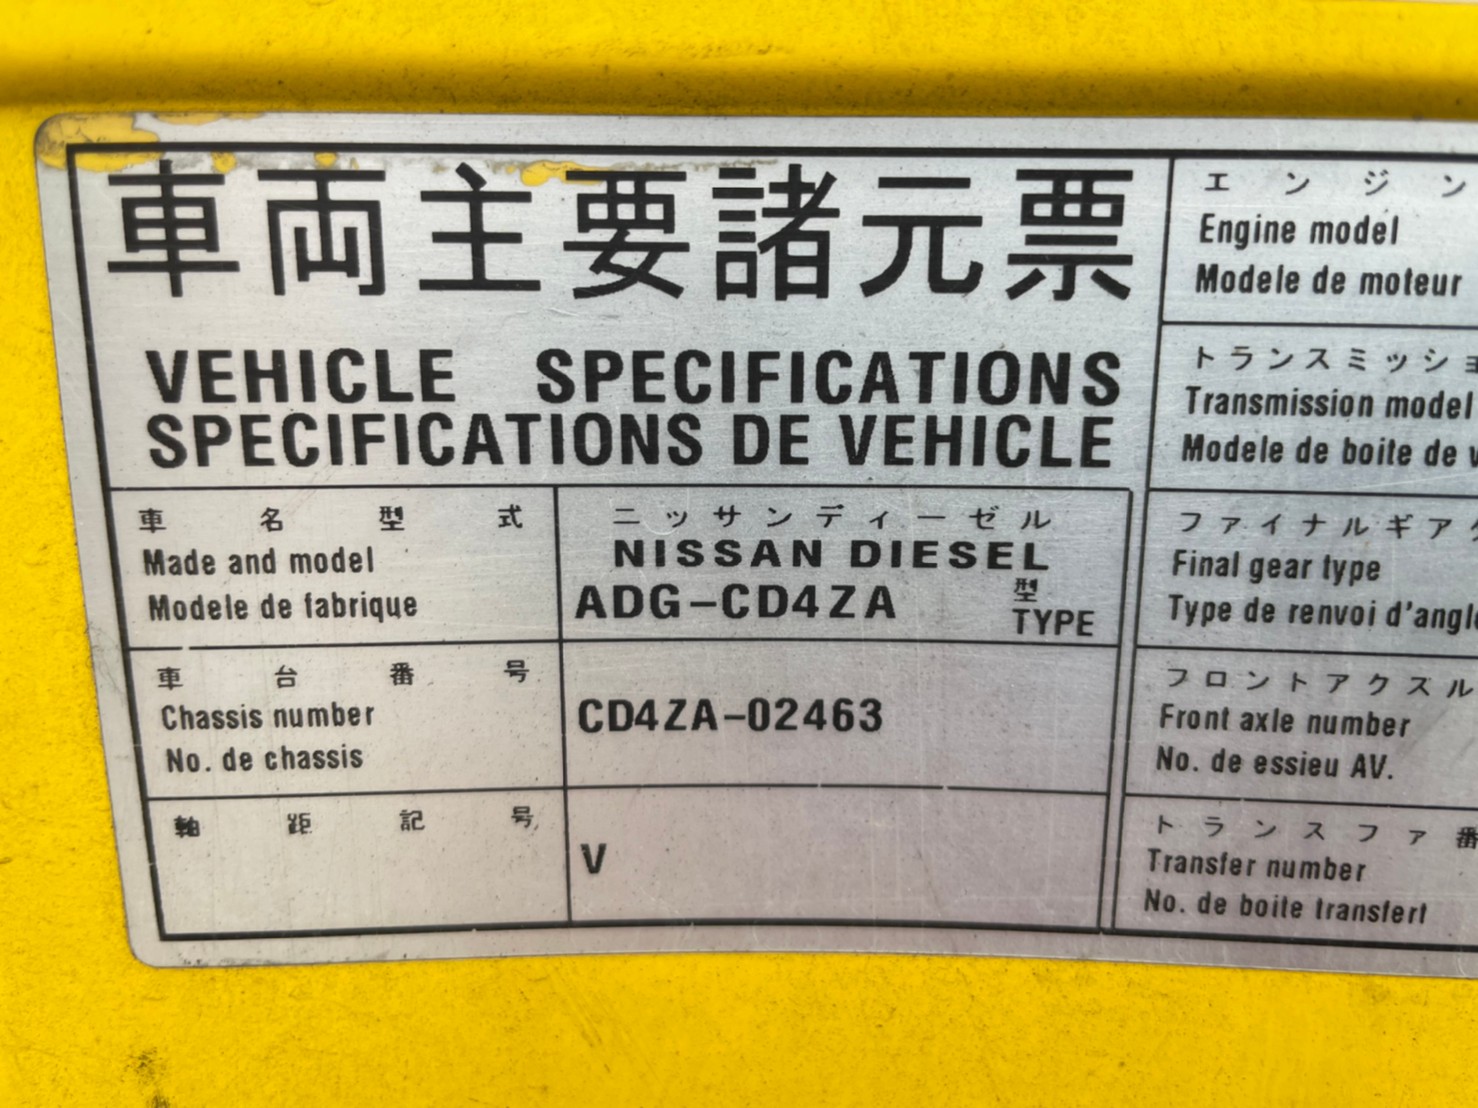 車両主要諸元票
VEHICLE SPECIFICATIONS
SPECIFICATIONS DE VEHICLE
車名型式
Made and model
Modele de fabrique
ニッサンディーゼル
NISSAN DIESEL
ADG-CD4ZA 型
TYPE
車台番号
Chassis number
No. de chassis
CD4ZA-02463
軸距記号
V
エンジン
Engine model
Modele de moteur
トランスミッショ
Transmission model
Modele de boite de v
ファイナルギア
Final gear type
Type de renvoi d'angle
フロントアクスル
Front axle number
No. de essieu AV.
トランスファ番
Transfer number
No. de boite transfert